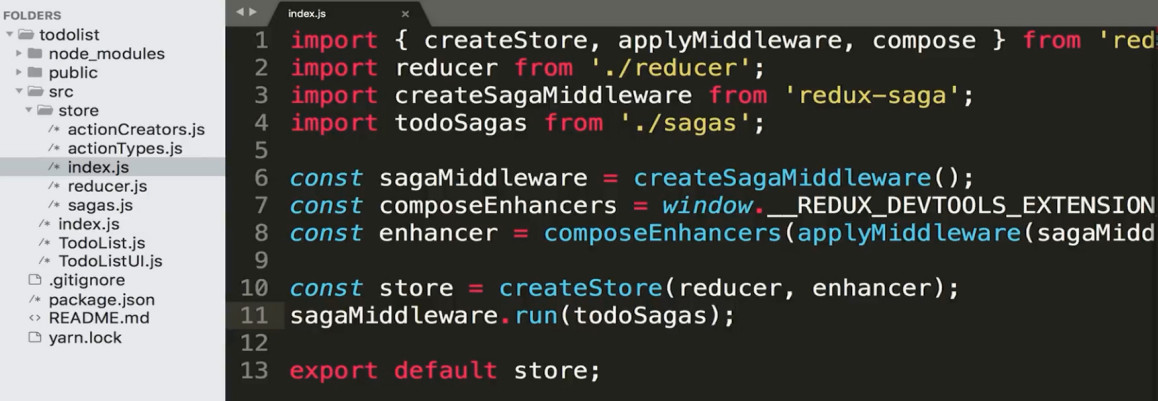 FOLDERS
todolist
node_modules
public
src
store
/* actionCreators.js
/* actionTypes.js
/* index.js
/* reducer.js
/* sagas.js
/* index.js
/* TodoList.js
/* TodoListUI.js
.gitignore
/* package.json
<> README.md
yarn.lock
index.js ×
1 import { createStore, applyMiddleware, compose } from 'red
2 import reducer from './reducer';
3 import createSagaMiddleware from 'redux-saga';
4 import todoSagas from './sagas';
5
6 const sagaMiddleware = createSagaMiddleware();
7 const composeEnhancers = window.__REDUX_DEVTOOLS_EXTENSION
8 const enhancer = composeEnhancers(applyMiddleware(sagaMidd
9
10 const store = createStore(reducer, enhancer);
11 sagaMiddleware.run(todoSagas);
12
13 export default store;